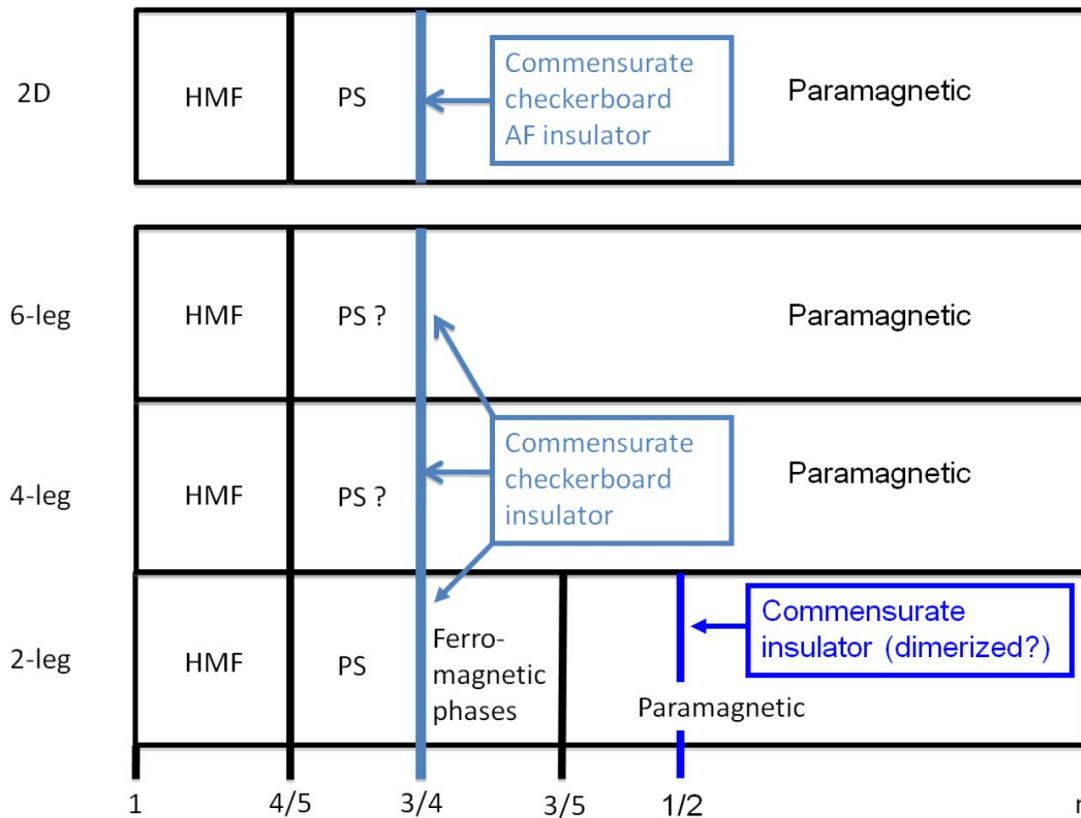 2D
HMF
PS
Commensurate
checkerboard
AF insulator
Paramagnetic
6-leg
HMF
PS ?
Paramagnetic
4-leg
HMF
PS ?
Commensurate
checkerboard
insulator
Paramagnetic
2-leg
HMF
PS
Ferro-
magnetic
phases
Commensurate
insulator (dimerized?)
Paramagnetic
1 4/5 3/4 3/5 1/2